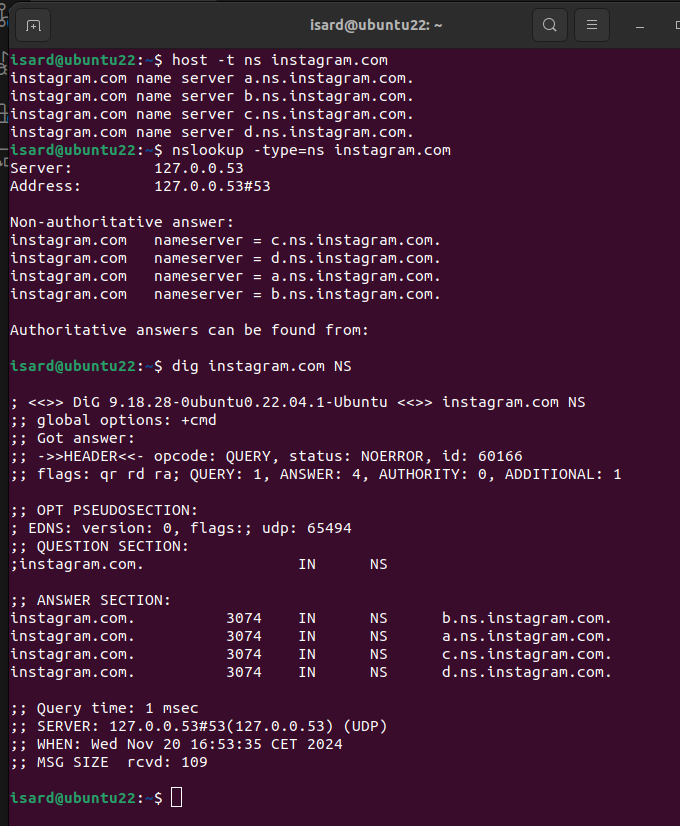 isard@ubuntu22: ~
isard@ubuntu22:~$ host -t ns instagram.com
instagram.com name server a.ns.instagram.com.
instagram.com name server b.ns.instagram.com.
instagram.com name server c.ns.instagram.com.
instagram.com name server d.ns.instagram.com.
isard@ubuntu22:~$ nslookup -type=ns instagram.com
Server:         127.0.0.53
Address:        127.0.0.53#53
Non-authoritative answer:
instagram.com   nameserver = c.ns.instagram.com.
instagram.com   nameserver = d.ns.instagram.com.
instagram.com   nameserver = a.ns.instagram.com.
instagram.com   nameserver = b.ns.instagram.com.
Authoritative answers can be found from:
isard@ubuntu22:~$ dig instagram.com NS
; <<>> DiG 9.18.28-0ubuntu0.22.04.1-Ubuntu <<>> instagram.com NS
;; global options: +cmd
;; Got answer:
;; ->>HEADER<<- opcode: QUERY, status: NOERROR, id: 60166
;; flags: qr rd ra; QUERY: 1, ANSWER: 4, AUTHORITY: 0, ADDITIONAL: 1
;; OPT PSEUDOSECTION:
; EDNS: version: 0, flags:; udp: 65494
;; QUESTION SECTION:
;instagram.com.                 IN      NS
;; ANSWER SECTION:
instagram.com.          3074    IN      NS      b.ns.instagram.com.
instagram.com.          3074    IN      NS      a.ns.instagram.com.
instagram.com.          3074    IN      NS      c.ns.instagram.com.
instagram.com.          3074    IN      NS      d.ns.instagram.com.
;; Query time: 1 msec
;; SERVER: 127.0.0.53#53(127.0.0.53) (UDP)
;; WHEN: Wed Nov 20 16:53:35 CET 2024
;; MSG SIZE  rcvd: 109
isard@ubuntu22:~$